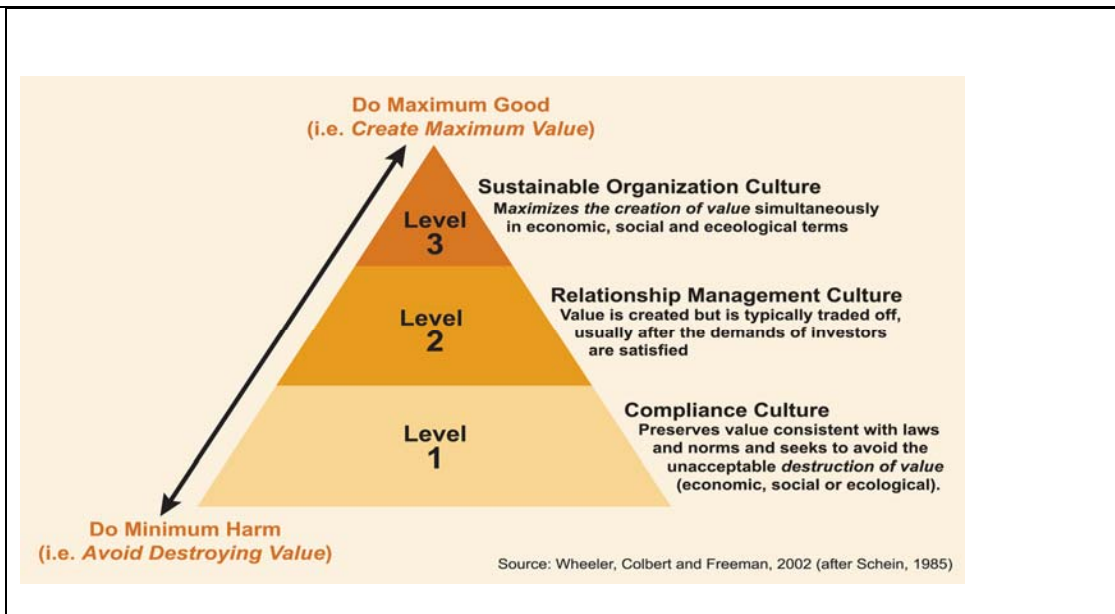 Do Maximum Good
(i.e. Create Maximum Value)
Level
3
Sustainable Organization Culture
Maximizes the creation of value simultaneously
in economic, social and eceological terms
Level
2
Relationship Management Culture
Value is created but is typically traded off,
usually after the demands of investors
are satisfied
Level
1
Compliance Culture
Preserves value consistent with laws
and norms and seeks to avoid the
unacceptable destruction of value
(economic, social or ecological).
Do Minimum Harm
(i.e. Avoid Destroying Value)
Source: Wheeler, Colbert and Freeman, 2002 (after Schein, 1985)